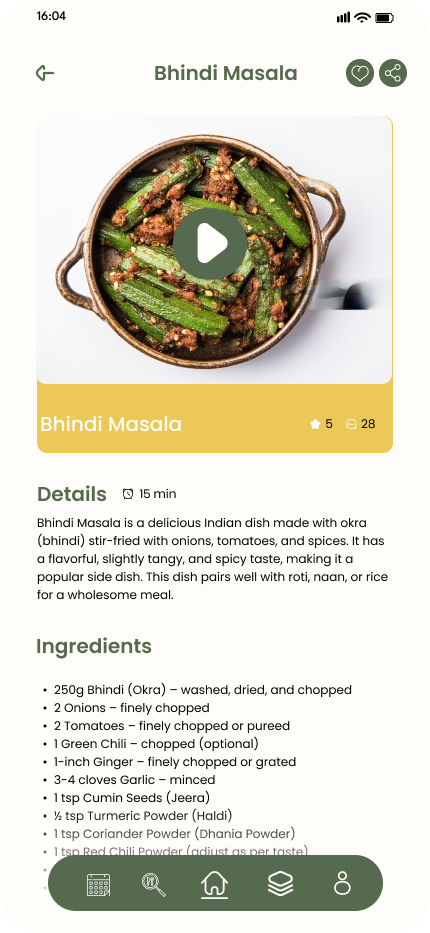 16:04
Bhindi Masala
Bhindi Masala
5
28
Details
15 min
Bhindi Masala is a delicious Indian dish made with okra
(bhindi) stir-fried with onions, tomatoes, and spices. It has
a flavorful, slightly tangy, and spicy taste, making it a
popular side dish. This dish pairs well with roti, naan, or rice
for a wholesome meal.
Ingredients
• 250g Bhindi (Okra) – washed, dried, and chopped
• 2 Onions – finely chopped
• 2 Tomatoes – finely chopped or pureed
• 1 Green Chili – chopped (optional)
• 1-inch Ginger – finely chopped or grated
• 3-4 cloves Garlic – minced
• 1 tsp Cumin Seeds (Jeera)
• ½ tsp Turmeric Powder (Haldi)
• 1 tsp Coriander Powder (Dhania Powder)
• 1 tsp Red Chili Powder (adjust as per taste)